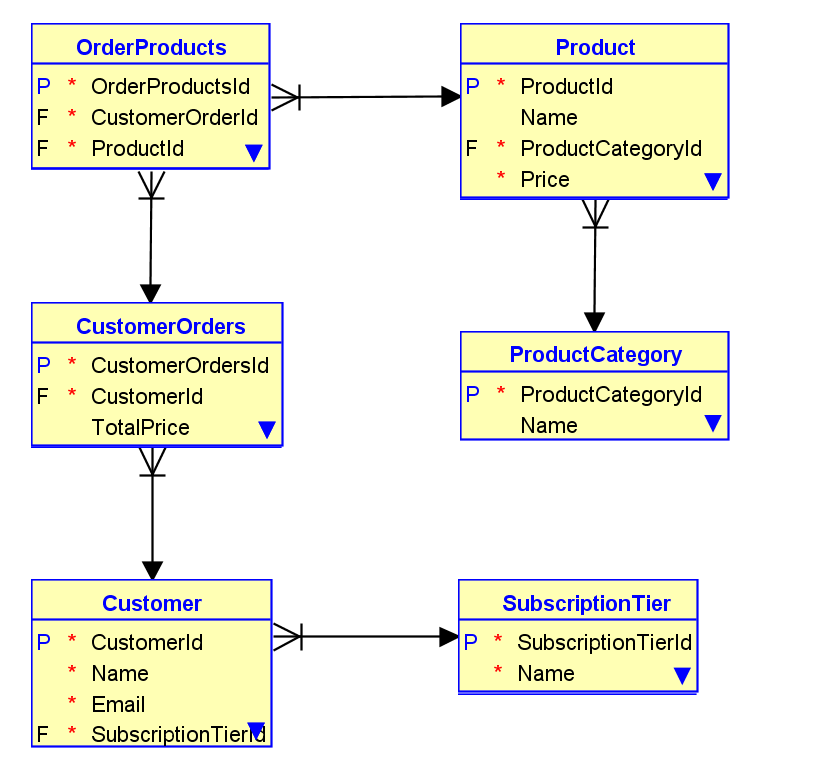 OrderProducts
P * OrderProductsId
F * CustomerOrderId
F * ProductId
Product
P * ProductId
Name
F * ProductCategoryId
* Price
CustomerOrders
P * CustomerOrdersId
F * CustomerId
TotalPrice
ProductCategory
P * ProductCategoryId
Name
Customer
P * CustomerId
* Name
* Email
F * SubscriptionTierId
SubscriptionTier
P * SubscriptionTierId
* Name